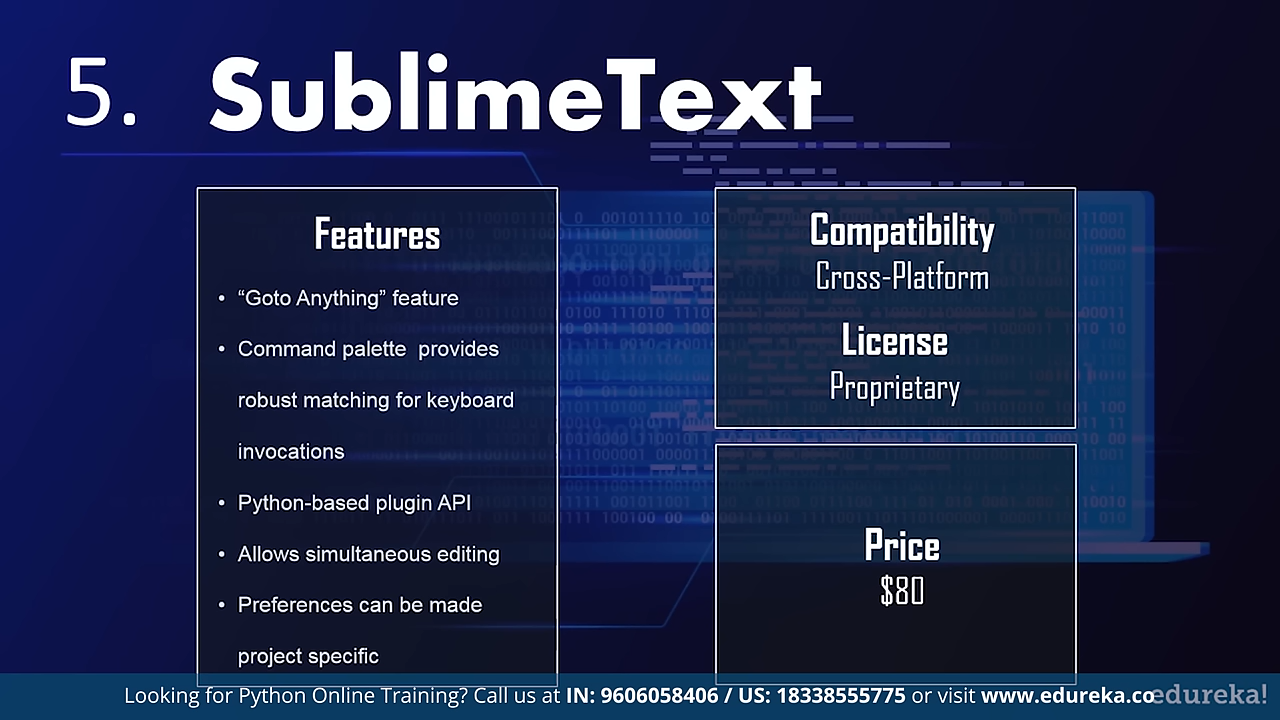 5. SublimeText
Features
• “Goto Anything” feature
• Command palette provides
robust matching for keyboard
invocations
• Python-based plugin API
• Allows simultaneous editing
• Preferences can be made
project specific
Compatibility
Cross-Platform
License
Proprietary
Price
$80
Looking for Python Online Training? Call us at IN: 9606058406 / US: 18338555775 or visit www.edureka.co
edureka!